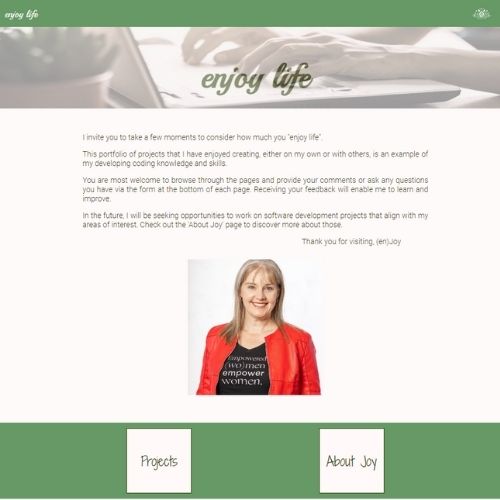 enjoy life
enjoy life
I invite you to take a few moments to consider how much you "enjoy life".
This portfolio of projects that I have enjoyed creating, either on my own or with others, is an example
of my developing coding knowledge and skills.
You are most welcome to browse through the pages and provide your comments or ask any questions
you have via the form at the bottom of each page. Receiving your feedback will enable me to learn and
improve.
In the future, I will be seeking opportunities to work on software development projects that align with my
areas of interest. Check out the 'About Joy' page to discover more about those.
Thank you for visiting, (en)Joy
Empowered
(wo)men
empower
women.
Projects
About Joy